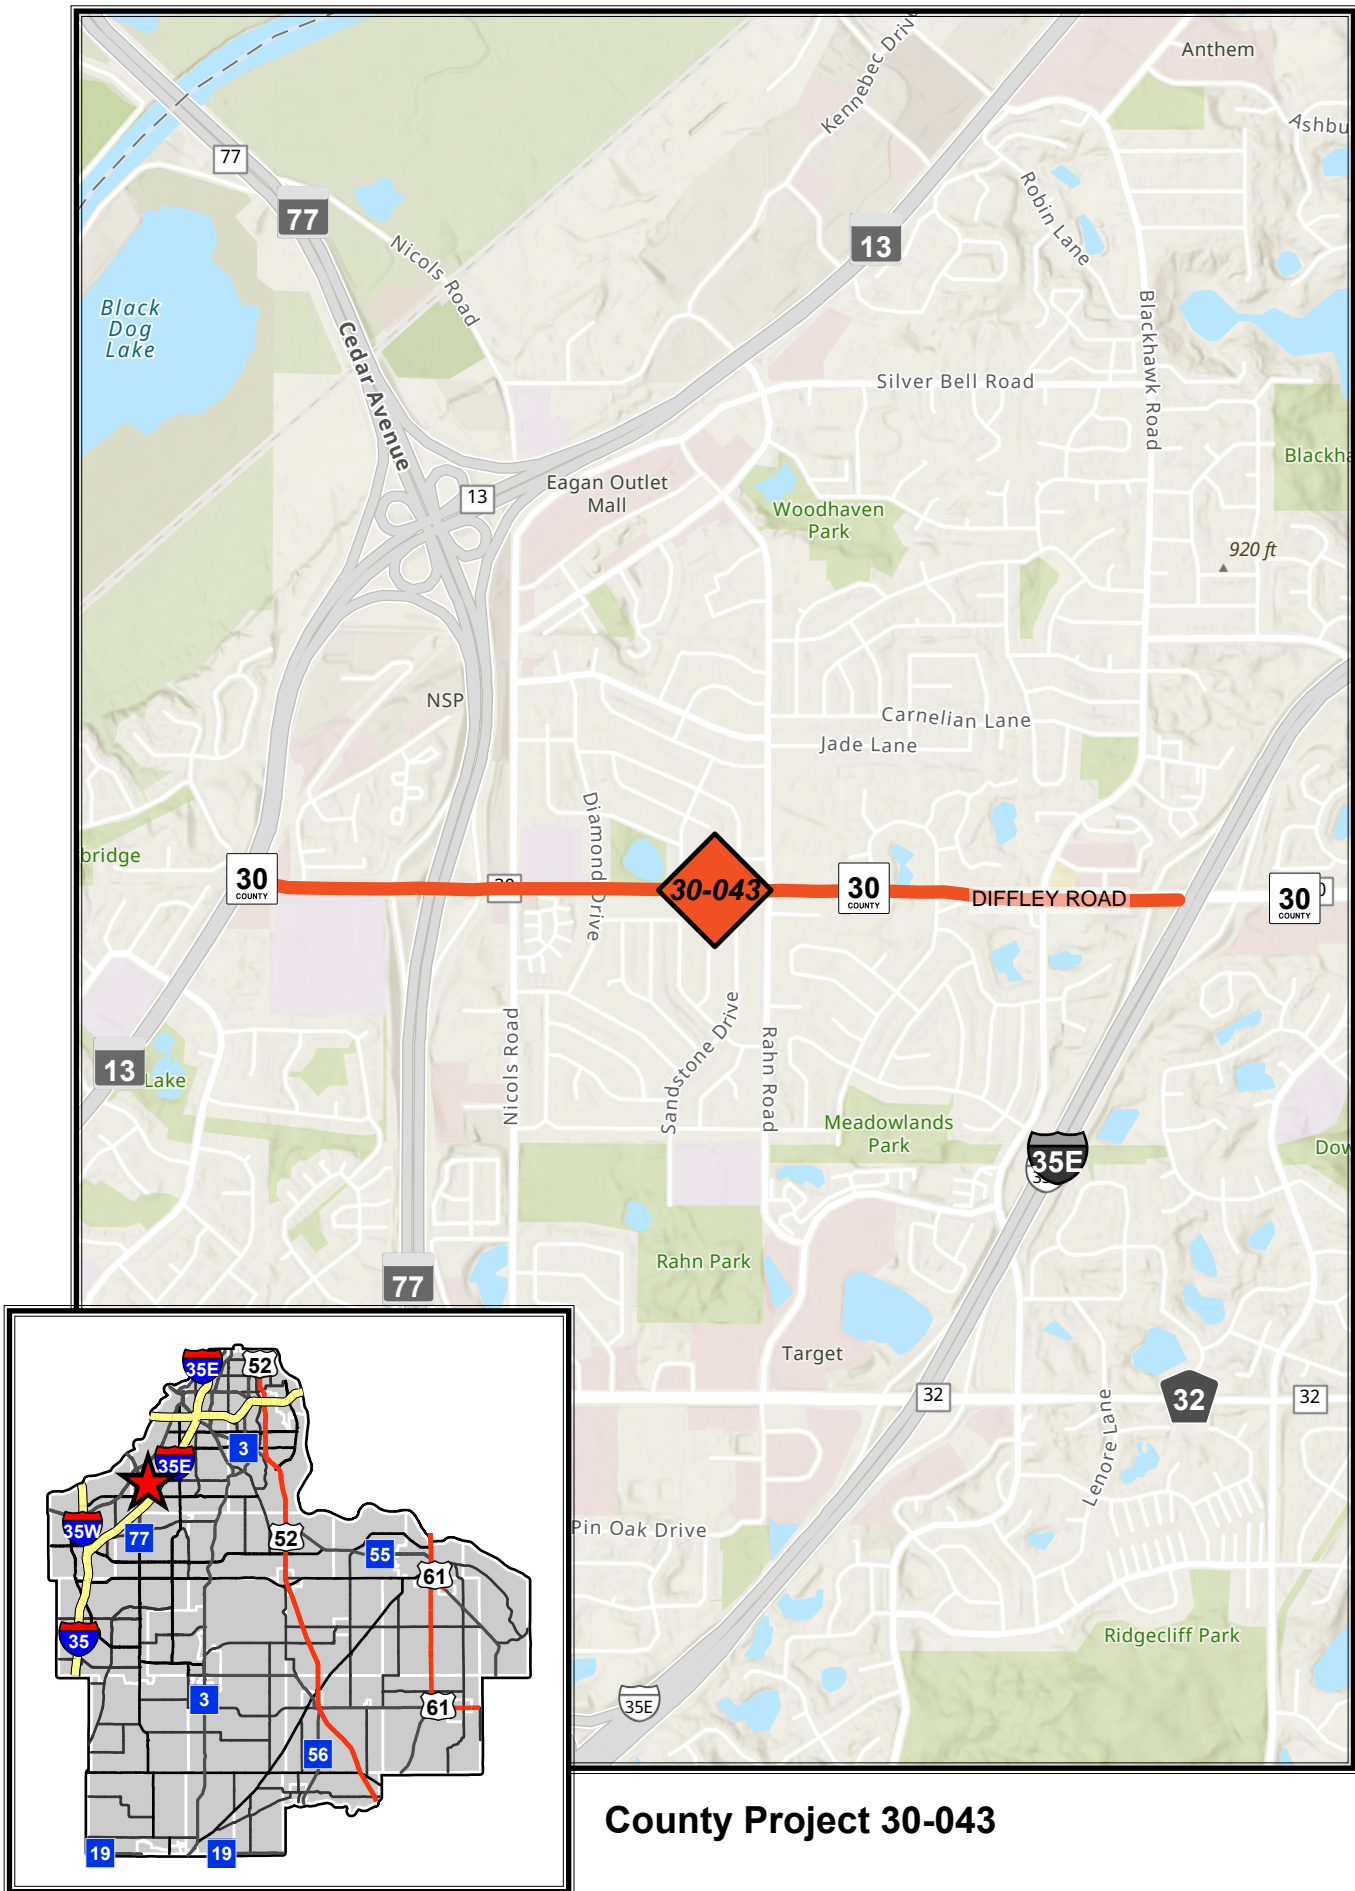 Anthem
Kennebec Drive
Ashbu
77
77
Robin Lane
13
Nicols Road
Black
Dog
Lake
Cedar Avenue
Blackhawk Road
Silver Bell Road
Blackha
Eagan Outlet
Mall
13
Woodhaven
Park
920 ft
NSP
Carnelian Lane
Jade Lane
Diamond Drive
bridge
30
COUNTY
30-043
30
COUNTY
DIFFLEY ROAD
30
COUNTY
Sandstone Drive
Nicols Road
Rahn Road
13
Lake
Meadowlands
Park
35E
Dow
Rahn Park
77
Target
32
32
32
Lenore Lane
Pin Oak Drive
Ridgecliff Park
35E
35E
52
3
35E
35W
77
52
55
61
35
3
61
56
19
19
County Project 30-043